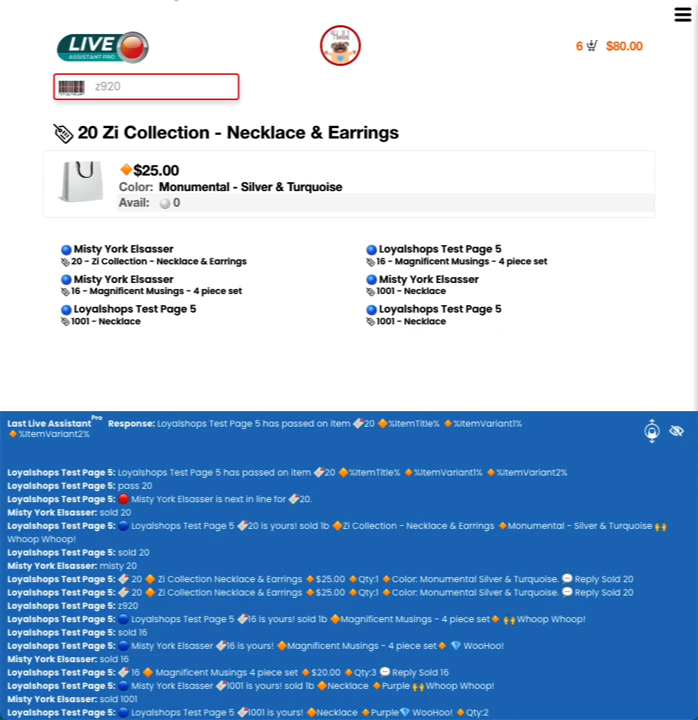 LIVE
ASSISTANT PRO
6 $80.00
z920
20 Zi Collection - Necklace & Earrings
$25.00
Color: Monumental - Silver & Turquoise
Avail: 0
Misty York Elsasser
20 - Zi Collection - Necklace & Earrings
Loyalshops Test Page 5
16 - Magnificent Musings - 4 piece set
Misty York Elsasser
16 - Magnificent Musings - 4 piece set
Misty York Elsasser
1001 - Necklace
Loyalshops Test Page 5
1001 - Necklace
Loyalshops Test Page 5
1001 - Necklace
Last Live Assistant Pro Response: Loyalshops Test Page 5 has passed on item 20 🔶%ItemTitle% 🔸%ItemVariant1%
🔸%ItemVariant2%
Loyalshops Test Page 5: Loyalshops Test Page 5 has passed on item 20 🔶%ItemTitle% 🔸%ItemVariant1% 🔸%ItemVariant2%
Loyalshops Test Page 5: pass 20
Loyalshops Test Page 5: 🔴 Misty York Elsasser is next in line for 20.
Misty York Elsasser: sold 20
Loyalshops Test Page 5: 🔵 Loyalshops Test Page 5 20 is yours! sold 1b 🔶Zi Collection - Necklace & Earrings 🔸Monumental - Silver & Turquoise 🙌
Whoop Whoop!
Loyalshops Test Page 5: sold 20
Misty York Elsasser: misty 20
Loyalshops Test Page 5: 20 🔶 Zi Collection Necklace & Earrings 🔸$25.00 🔸Qty:1 🔸Color: Monumental Silver & Turquoise. 💬 Reply Sold 20
Loyalshops Test Page 5: 20 🔶 Zi Collection Necklace & Earrings 🔸$25.00 🔸Qty:1 🔸Color: Monumental Silver & Turquoise. 💬 Reply Sold 20
Loyalshops Test Page 5: z920
Loyalshops Test Page 5: 🔵 Loyalshops Test Page 5 16 is yours! sold 1b 🔶Magnificent Musings - 4 piece set🔸 🙌Whoop Whoop!
Loyalshops Test Page 5: sold 16
Loyalshops Test Page 5: 🔵 Misty York Elsasser 16 is yours! 🔶Magnificent Musings - 4 piece set🔸 💎 WooHoo!
Misty York Elsasser: sold 16
Loyalshops Test Page 5: 16 🔶 Magnificent Musings 4 piece set 🔸$20.00 🔸Qty:3 💬Reply Sold 16
Loyalshops Test Page 5: 🔵 Misty York Elsasser 1001 is yours! sold 1b 🔶Necklace 🔸Purple 🙌Whoop Whoop!
Misty York Elsasser: sold 1001
Loyalshops Test Page 5: 🔵 Loyalshops Test Page 5 1001 is yours! 🔶Necklace 🔸Purple💎 WooHoo! 🔸Qty:2